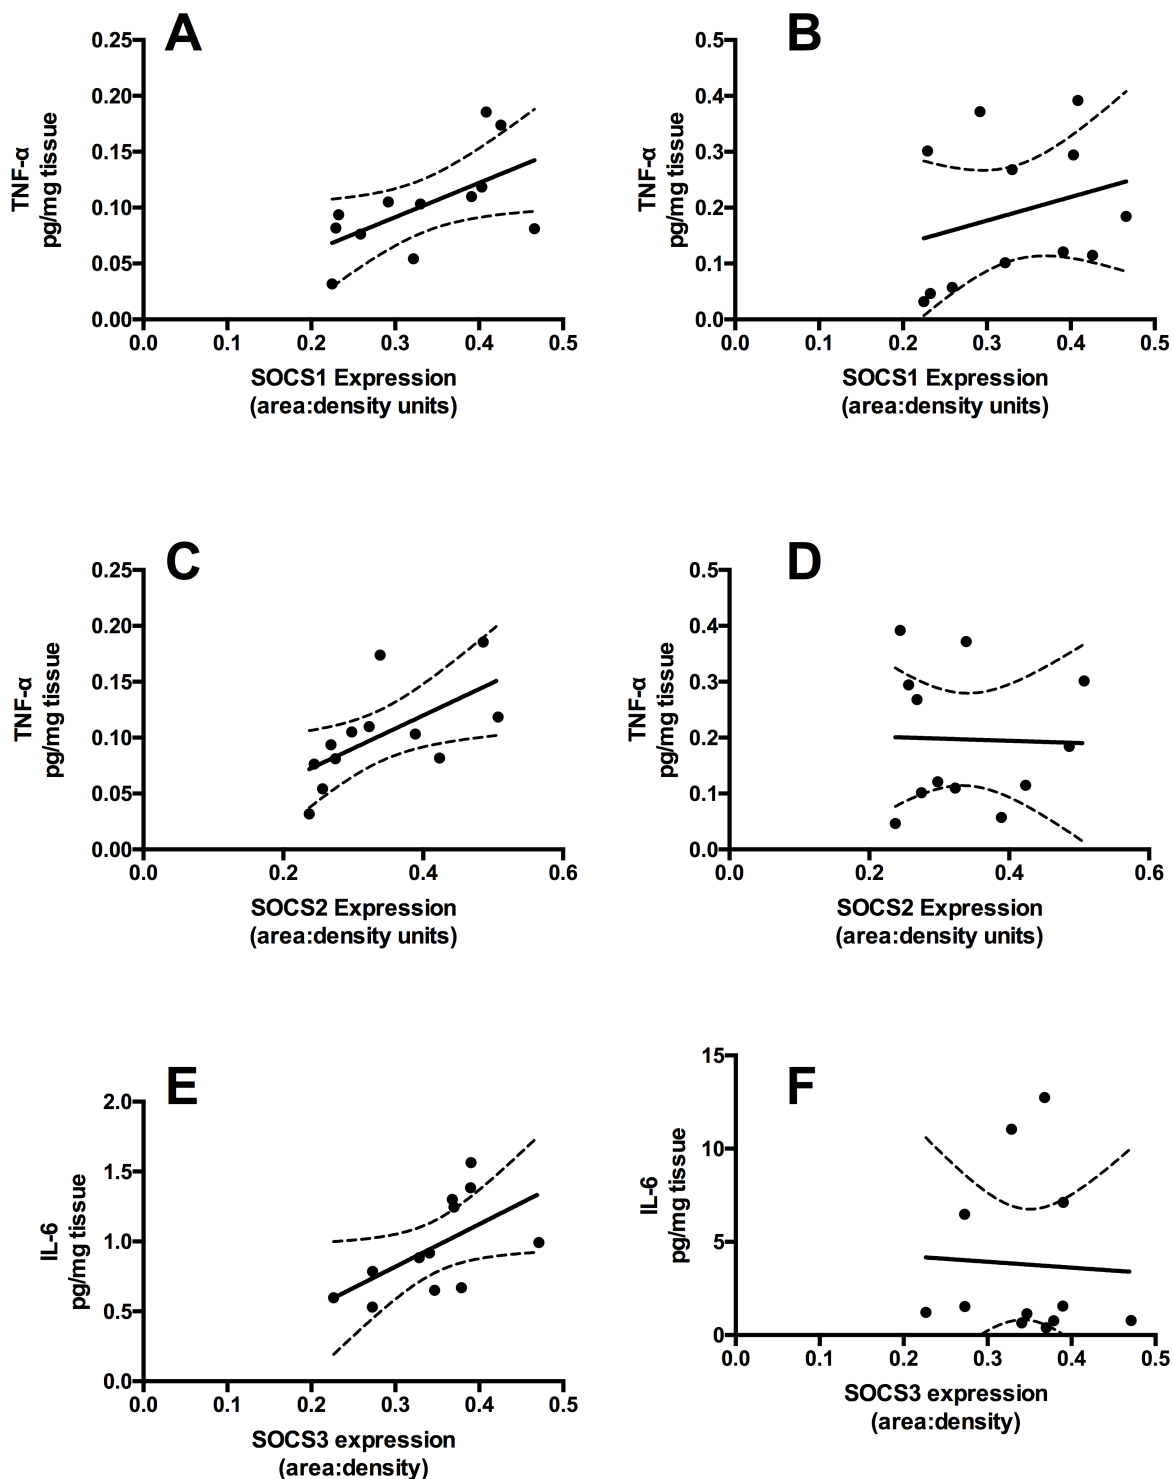 A
0.25
0.20
0.15
0.10
0.05
0.00
TNF-α
pg/mg tissue
0.0 0.1 0.2 0.3 0.4 0.5
SOCS1 Expression
(area:density units)
B
0.5
0.4
0.3
0.2
0.1
0.0
TNF-α
pg/mg tissue
0.0 0.1 0.2 0.3 0.4 0.5
SOCS1 Expression
(area:density units)
C
0.25
0.20
0.15
0.10
0.05
0.00
TNF-α
pg/mg tissue
0.0 0.2 0.4 0.6
SOCS2 Expression
(area:density units)
D
0.5
0.4
0.3
0.2
0.1
0.0
TNF-α
pg/mg tissue
0.0 0.2 0.4 0.6
SOCS2 Expression
(area:density units)
E
2.0
1.5
1.0
0.5
0.0
IL-6
pg/mg tissue
0.0 0.1 0.2 0.3 0.4 0.5
SOCS3 expression
(area:density)
F
15
10
5
0
IL-6
pg/mg tissue
0.0 0.1 0.2 0.3 0.4 0.5
SOCS3 expression
(area:density)